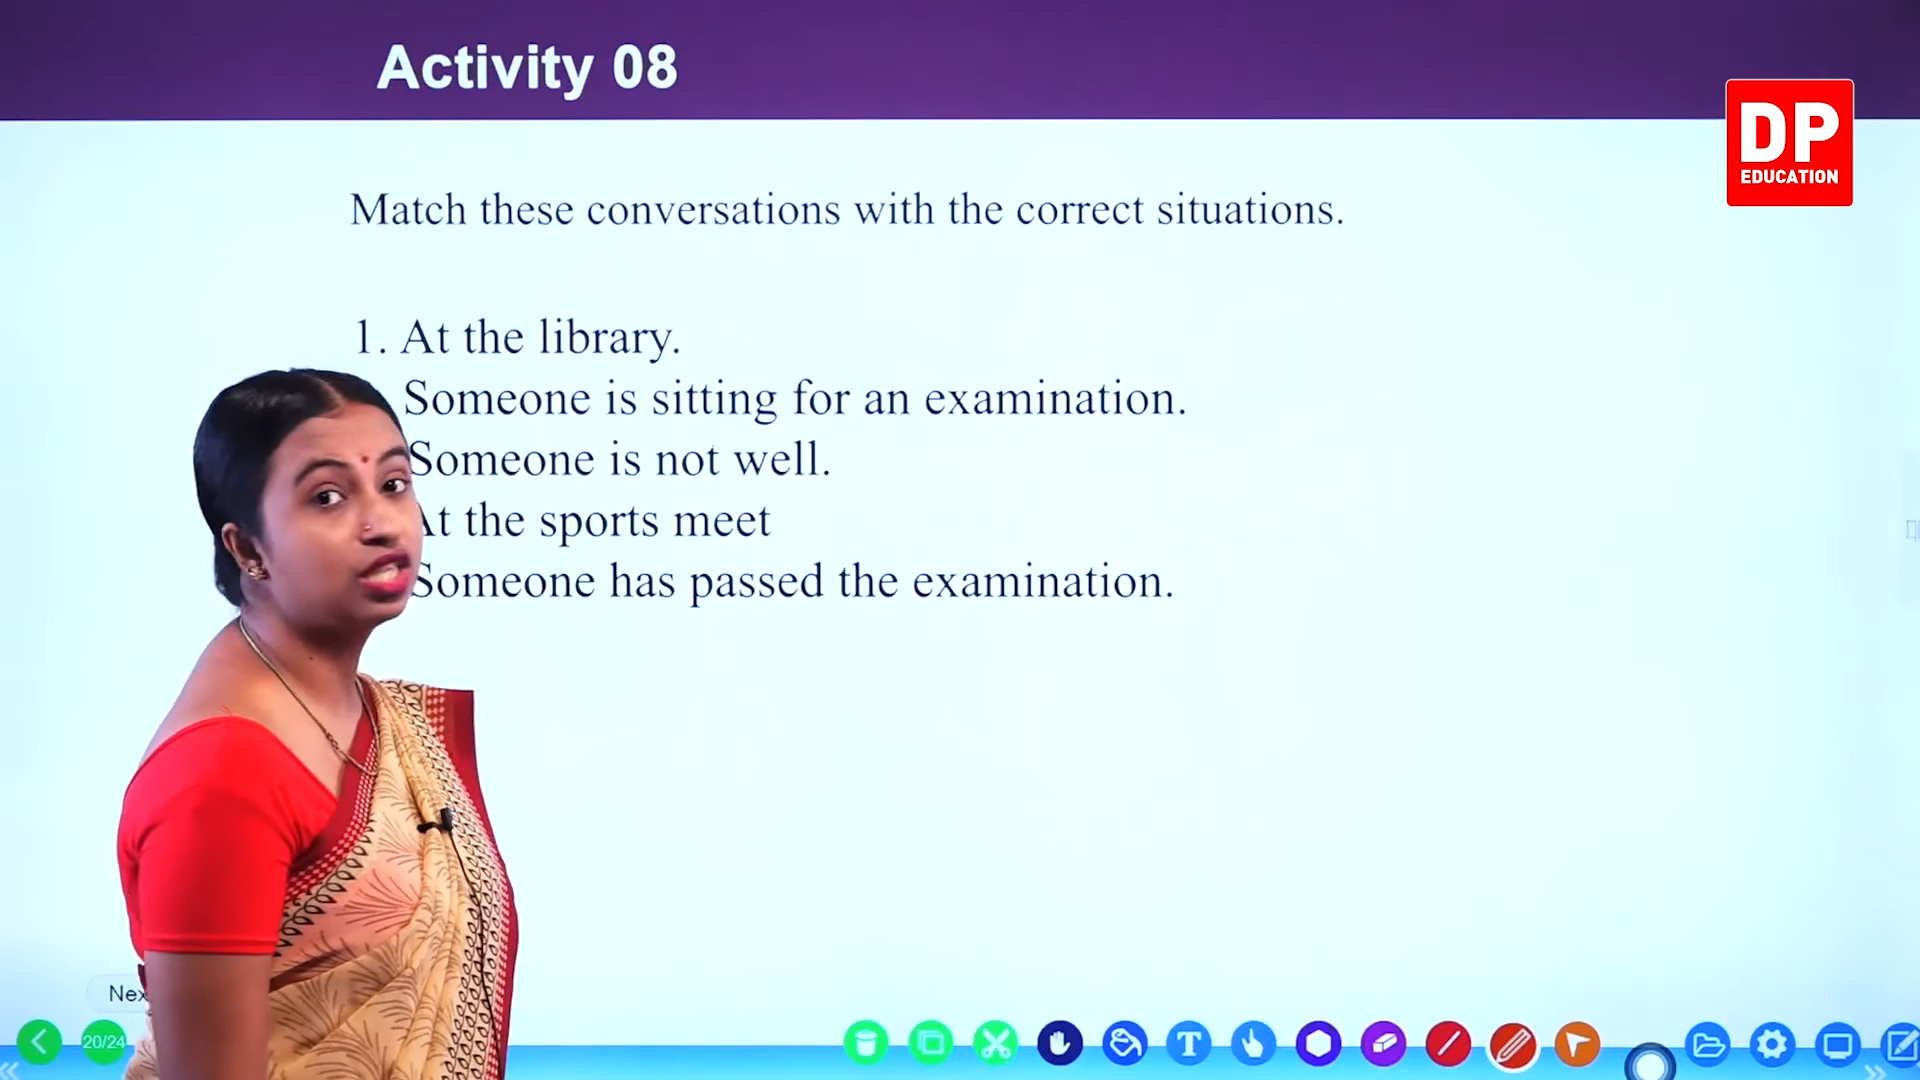 Activity 08
DP
EDUCATION
Match these conversations with the correct situations.
1. At the library.
Someone is sitting for an examination.
Someone is not well.
At the sports meet
Someone has passed the examination.
20/24